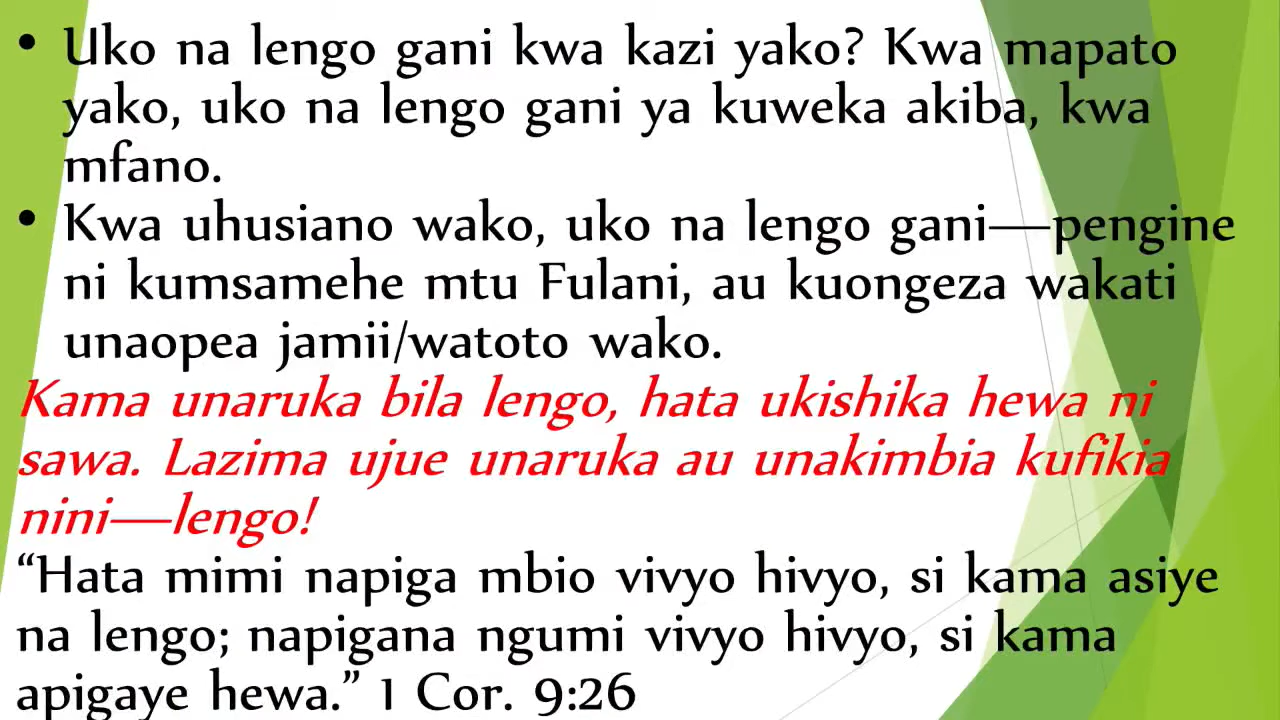 • Uko na lengo gani kwa kazi yako? Kwa mapato
yako, uko na lengo gani ya kuweka akiba, kwa
mfano.
• Kwa uhusiano wako, uko na lengo gani—pengine
ni kumsamehe mtu Fulani, au kuongeza wakati
unaopea jamii/watoto wako.
Kama unaruka bila lengo, hata ukishika hewa ni
sawa. Lazima ujue unaruka au unakimbia kufikia
nini—lengo!
“Hata mimi napiga mbio vivyo hivyo, si kama asiye
na lengo; napigana ngumi vivyo hivyo, si kama
apigaye hewa.” 1 Cor. 9:26